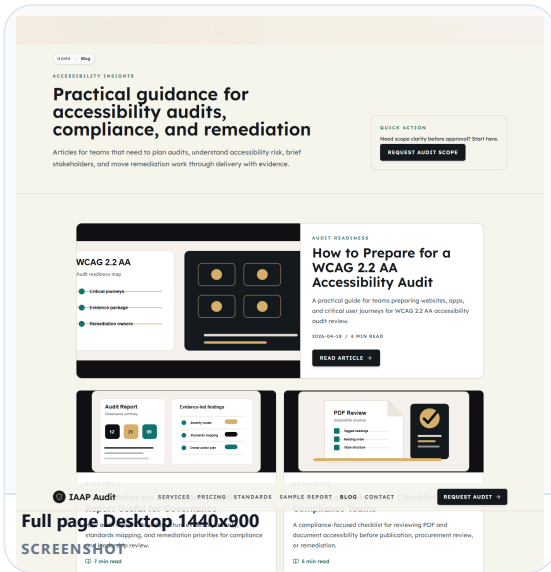 HOME Blog
ACCESSIBILITY INSIGHTS
Practical guidance for
accessibility audits,
compliance, and remediation
Articles for teams that need to plan audits, understand accessibility risk, brief
stakeholders, and move remediation work through delivery with evidence.
QUICK ACTION
Need scope clarity before approval? Start here.
REQUEST AUDIT SCOPE
WCAG 2.2 AA
Audit readiness map
Critical journeys
Evidence package
Remediation owners
AUDIT READINESS
How to Prepare for a
WCAG 2.2 AA
Accessibility Audit
A practical guide for teams preparing websites, apps,
and critical user journeys for WCAG 2.2 AA accessibility
audit review.
2026-04-18 / 6 MIN READ
READ ARTICLE →
Audit Report
Governance summary
12
31
Evidence-led findings
Severity model
Standards mapping
Owner action plan
PDF Review
Accessibility structure
Tagged headings
Reading order
Table structure
IAAP Audit
SERVICES PRICING STANDARDS SAMPLE REPORT BLOG CONTACT
REQUEST AUDIT →
Report Useful for Governance
Compliance Teams
Full page desktop 1440x900
SCREENSHOT
standards mapping, and remediation priorities for compliance
review.
7 min read
A compliance-focused checklist for reviewing PDF and
document accessibility before publication, procurement review,
or remediation.
5 min read